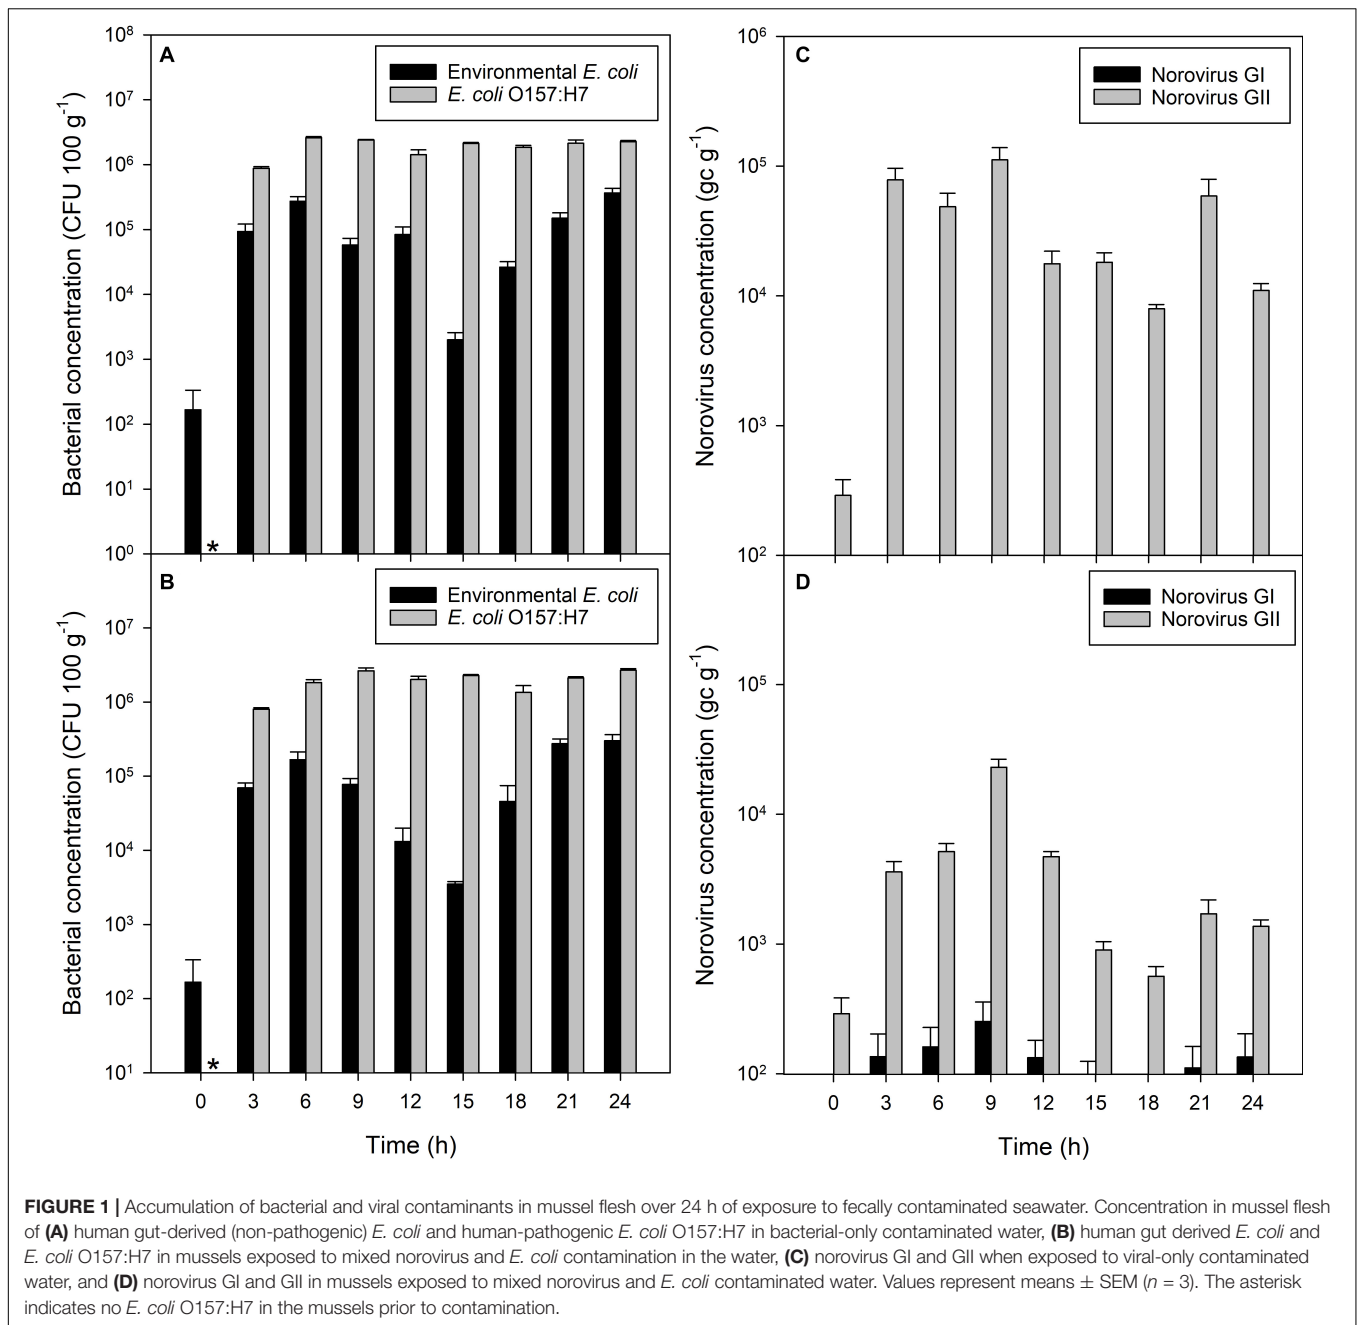 A
Environmental E. coli
E. coli O157:H7
Bacterial concentration (CFU 100 g⁻¹)
10⁸
10⁷
10⁶
10⁵
10⁴
10³
10²
10¹
10⁰
*
B
Environmental E. coli
E. coli O157:H7
Bacterial concentration (CFU 100 g⁻¹)
10⁷
10⁶
10⁵
10⁴
10³
10²
10¹
*
0 3 6 9 12 15 18 21 24
Time (h)
C
Norovirus GI
Norovirus GII
Norovirus concentration (gc g⁻¹)
10⁶
10⁵
10⁴
10³
10²
D
Norovirus GI
Norovirus GII
Norovirus concentration (gc g⁻¹)
10⁵
10⁴
10³
10²
0 3 6 9 12 15 18 21 24
Time (h)
FIGURE 1 | Accumulation of bacterial and viral contaminants in mussel flesh over 24 h of exposure to fecally contaminated seawater. Concentration in mussel flesh
of (A) human gut-derived (non-pathogenic) E. coli and human-pathogenic E. coli O157:H7 in bacterial-only contaminated water, (B) human gut derived E. coli and
E. coli O157:H7 in mussels exposed to mixed norovirus and E. coli contamination in the water, (C) norovirus GI and GII when exposed to viral-only contaminated
water, and (D) norovirus GI and GII in mussels exposed to mixed norovirus and E. coli contaminated water. Values represent means ± SEM (n = 3). The asterisk
indicates no E. coli O157:H7 in the mussels prior to contamination.